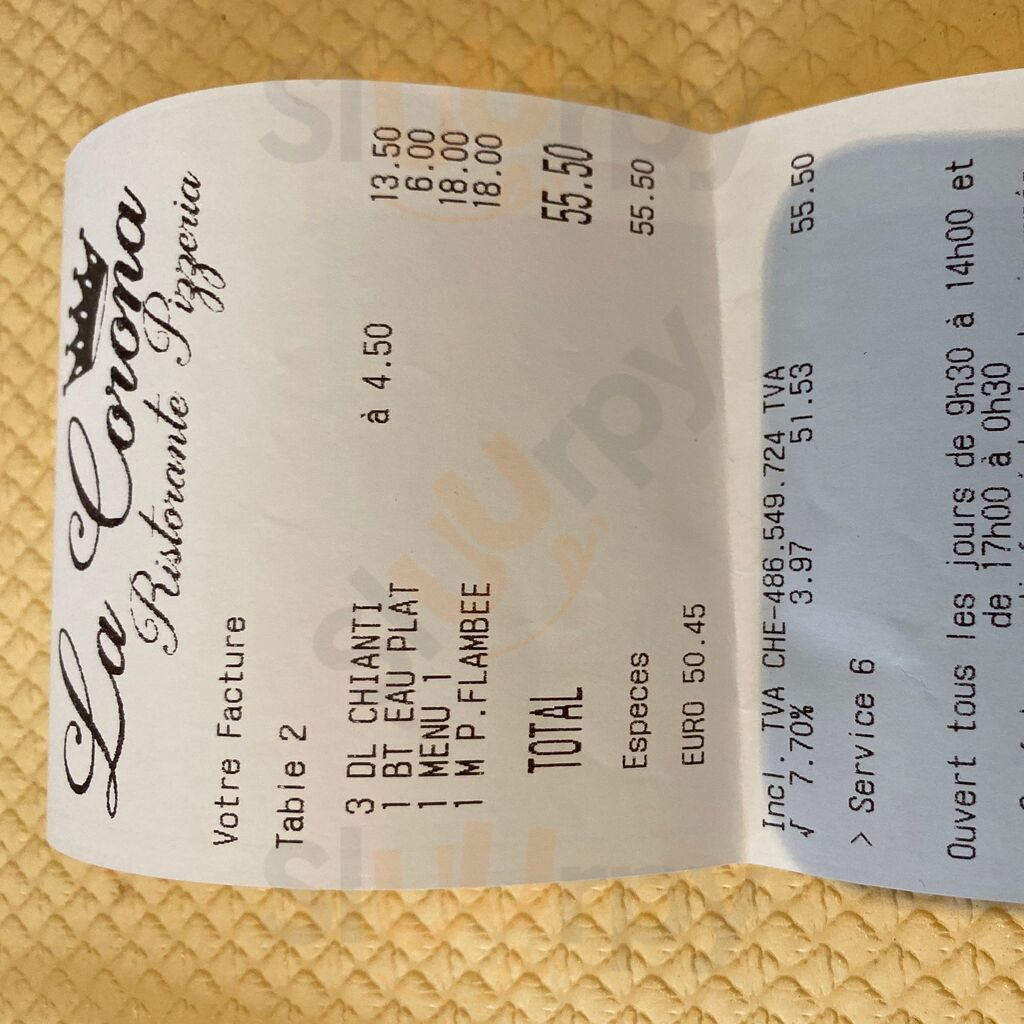 La Corona
Ristorante Pizzeria
Votre Facture
Table 2
3 DL CHIANTI à 4.50 13.50
1 BT EAU PLAT 6.00
1 MENU 1 18.00
1 M P.FLAMBEE 18.00
TOTAL 55.50
Especes 55.50
EURO 50.45
Incl. TVA CHE-486.549.724 TVA
√ 7.70% 3.97 51.53 55.50
> Service 6
Ouvert tous les jours de 9h30 à 14h00 et
de 17h00 à 0h30
Slurpy
Slurpy
Slurpy